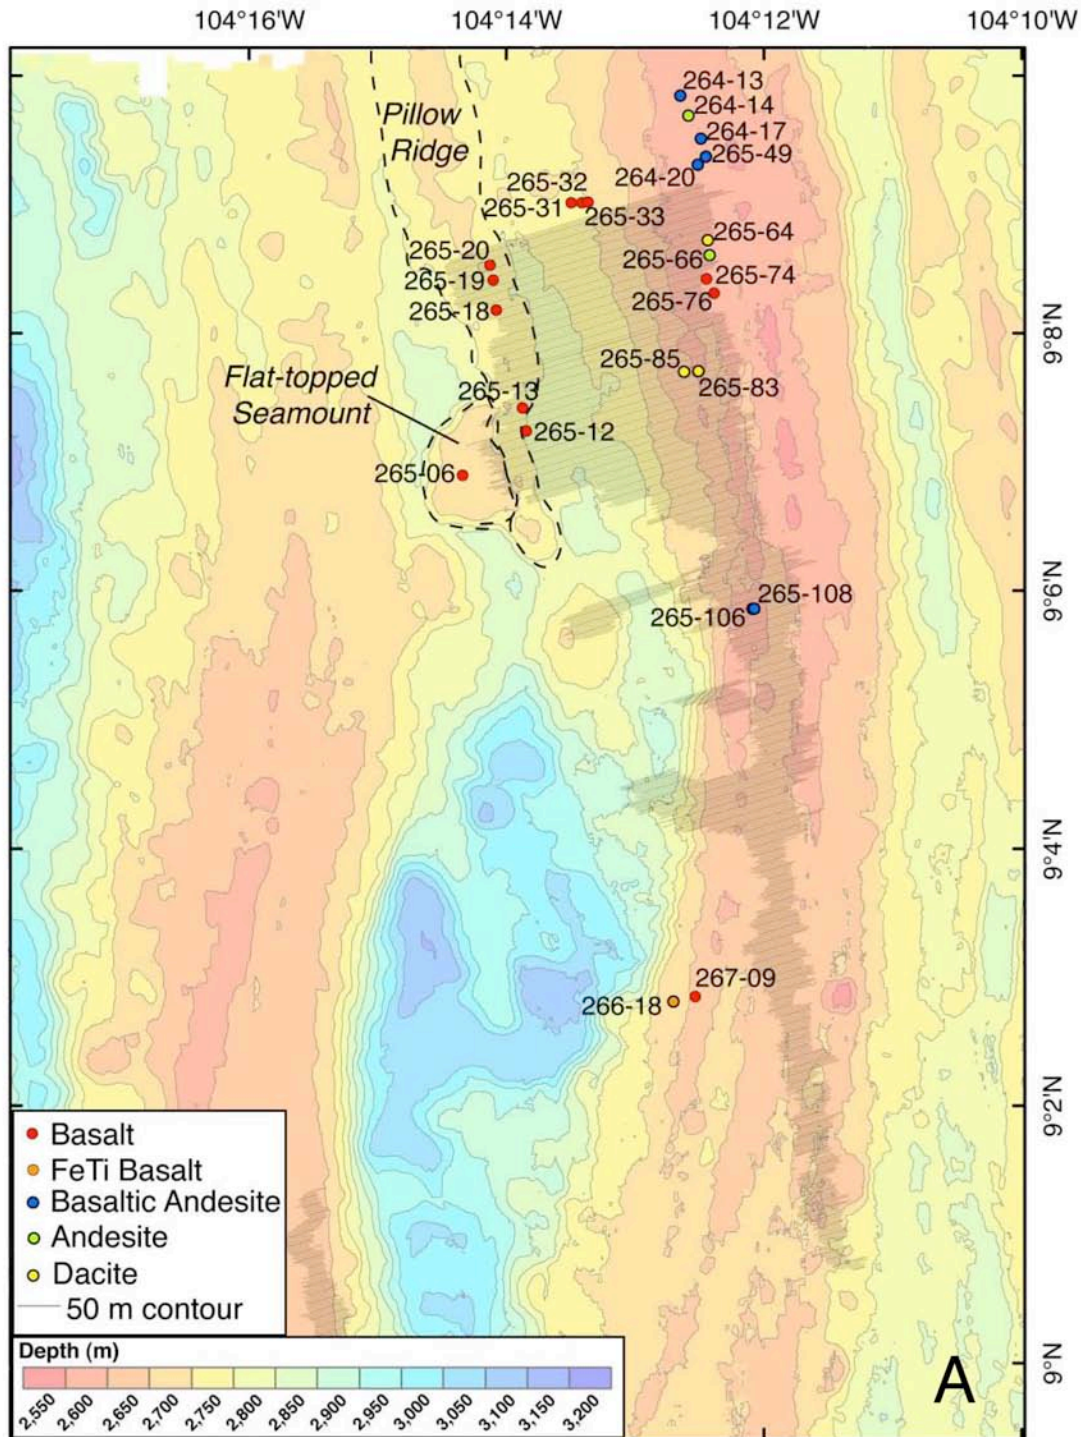 104°16'W 104°14'W 104°12'W 104°10'W
264-13
Pillow
Ridge
264-14
264-17
265-49
264-20
265-32
265-31
265-33
265-64
265-20
265-66
265-19
265-74
265-76
265-18
9°8'N
265-85
Flat-topped
Seamount
265-83
265-13
265-12
265-06
265-108
9°6'N
265-106
9°4'N
267-09
266-18
9°2'N
Basalt
FeTi Basalt
Basaltic Andesite
Andesite
Dacite
50 m contour
Depth (m)
2,550 2,600 2,650 2,700 2,750 2,800 2,850 2,900 2,950 3,000 3,050 3,100 3,150 3,200
A
9°N